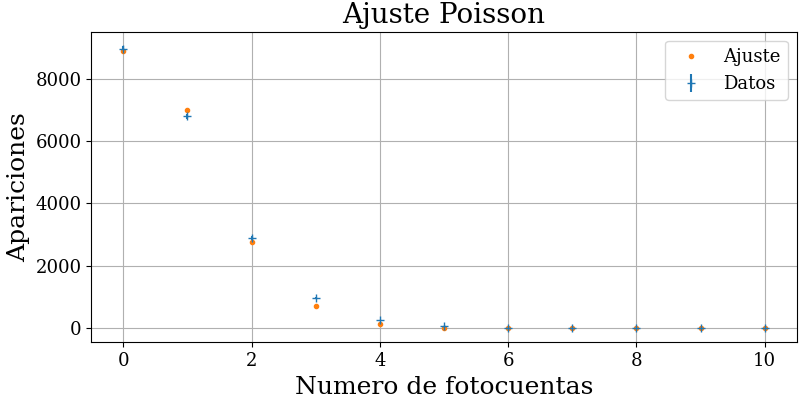 Ajuste Poisson
Ajuste
Datos
Apariciones
8000
6000
4000
2000
0
0 2 4 6 8 10
Numero de fotocuentas